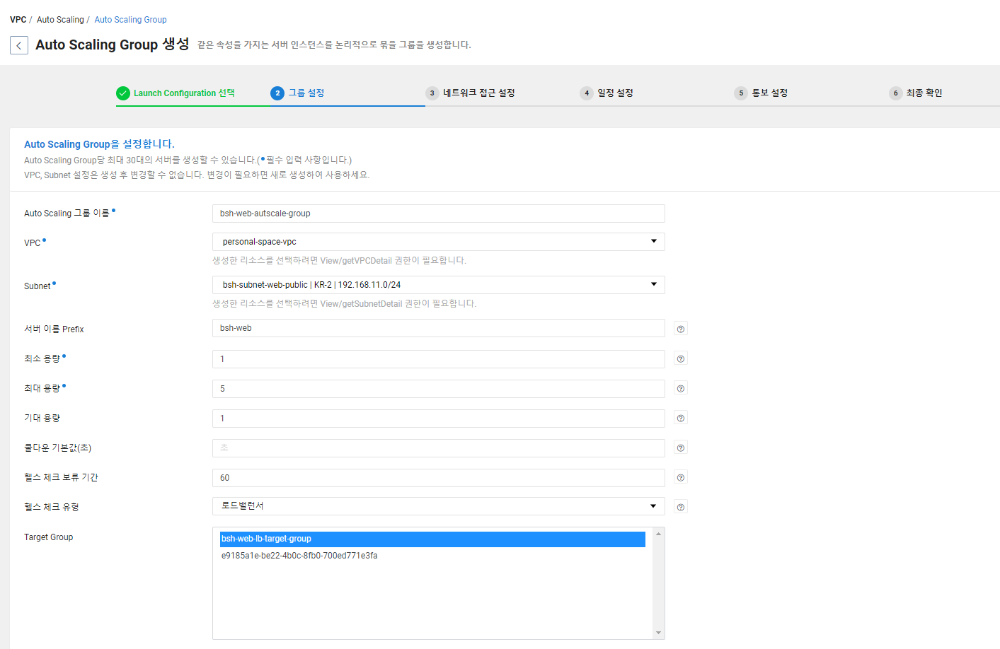 VPC / Auto Scaling / Auto Scaling Group
Auto Scaling Group 생성 같은 속성을 가지는 서버 인스턴스를 논리적으로 묶을 그룹을 생성합니다.
Launch Configuration 선택 2 그룹 설정 3 네트워크 접근 설정 4 일정 설정 5 통보 설정 6 최종 확인
Auto Scaling Group을 설정합니다.
Auto Scaling Group당 최대 30대의 서버를 생성할 수 있습니다.(•필수 입력 사항입니다.)
VPC, Subnet 설정은 생성 후 변경할 수 없습니다. 변경이 필요하면 새로 생성하여 사용하세요.
Auto Scaling 그룹 이름• bsh-web-autscale-group
VPC• personal-space-vpc
생성한 리소스를 선택하려면 View/getVPCDetail 권한이 필요합니다.
Subnet• bsh-subnet-web-public | KR-2 | 192.168.11.0/24
생성한 리소스를 선택하려면 View/getSubnetDetail 권한이 필요합니다.
서버 이름 Prefix bsh-web ?
최소 용량• 1 ?
최대 용량• 5 ?
기대 용량 1 ?
쿨다운 기본값(초) 초 ?
헬스 체크 보류 기간 60 ?
헬스 체크 유형 로드밸런서 ?
Target Group bsh-web-lb-target-group
e9185a1e-be22-4b0c-8fb0-700ed771e3fa